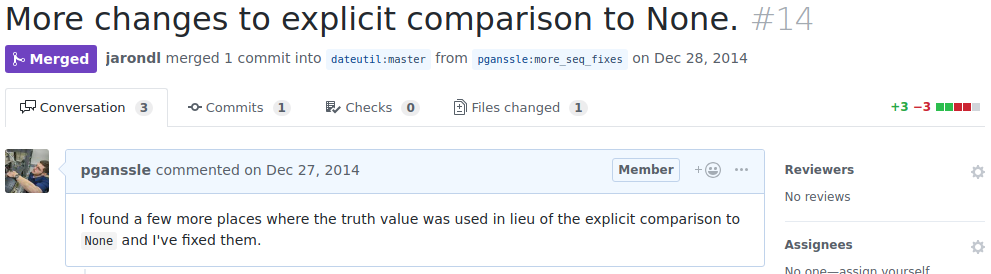 More changes to explicit comparison to None. #14
Merged jarondl merged 1 commit into dateutil:master from pganssle:more_seq_fixes on Dec 28, 2014
Conversation 3 Commits 1 Checks 0 Files changed 1 +3 −3
pganssle commented on Dec 27, 2014 Member + ...
Reviewers
No reviews
I found a few more places where the truth value was used in lieu of the explicit comparison to
None and I've fixed them.
Assignees
No one—assign yourself